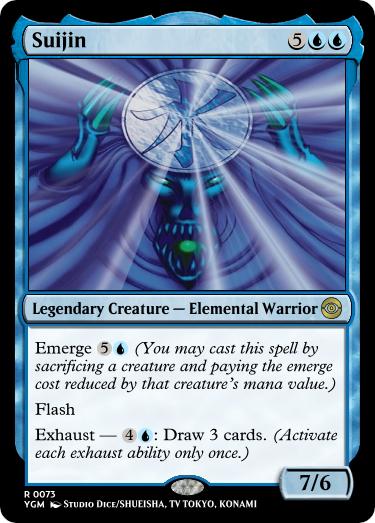 Suijin 5
水
Legendary Creature — Elemental Warrior
Emerge 5 (You may cast this spell by
sacrificing a creature and paying the emerge
cost reduced by that creature's mana value.)
Flash
Exhaust — 4 : Draw 3 cards. (Activate
each exhaust ability only once.)
7/6
R 0073
YGM Studio Dice/SHUEISHA, TV TOKYO, KONAMI